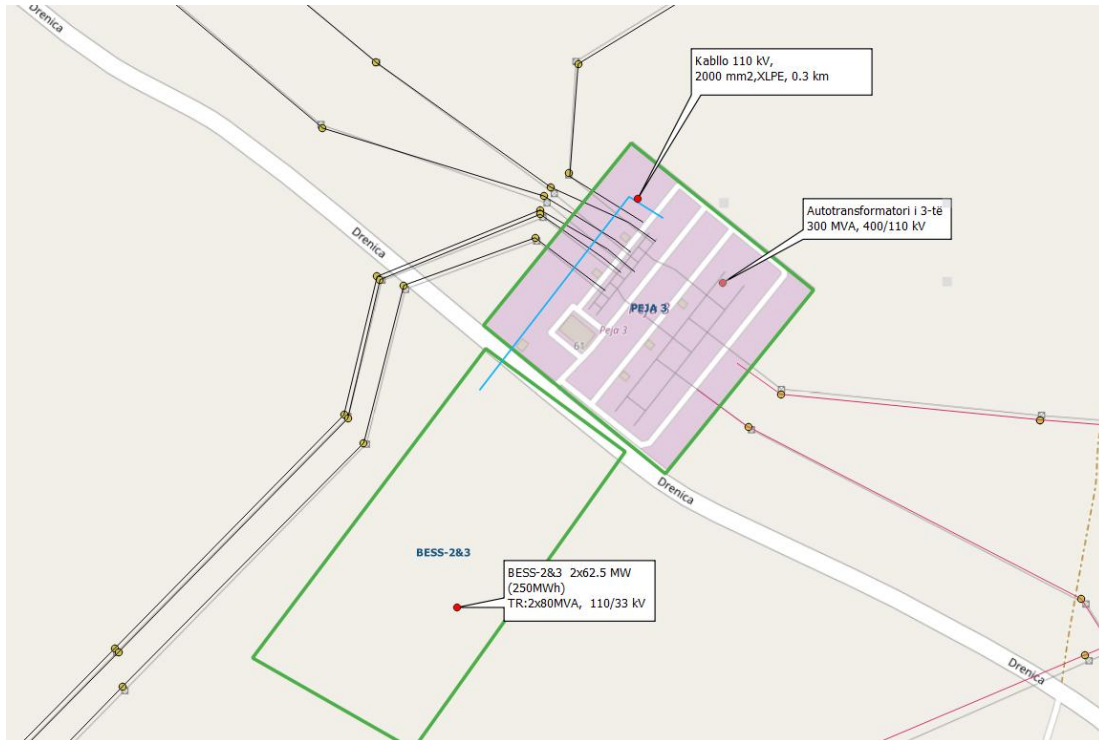 Drenica
Kabllo 110 kV,
2000 mm2,XLPE, 0.3 km
Autotransformatori i 3-të
300 MVA, 400/110 kV
Drenica
PEJA 3
Peja 3
Peja 3
61
Drenica
BESS-2&3
BESS-2&3 2x62.5 MW
(250MWh)
TR:2x80MVA, 110/33 kV
Drenica